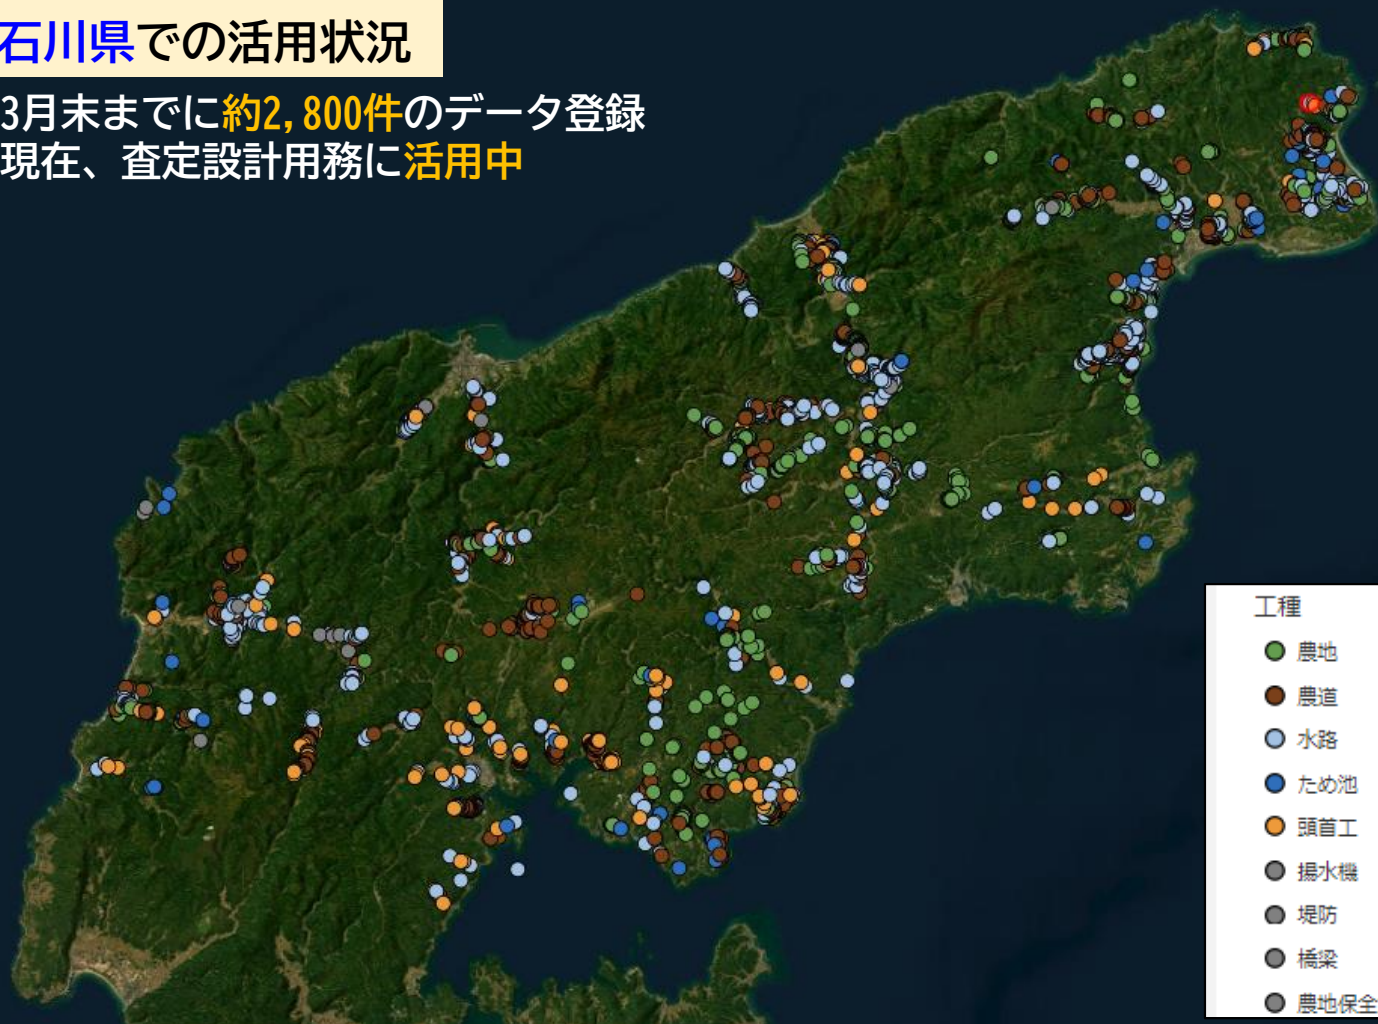 石川県での活用状況
3月末までに約2,800件のデータ登録
現在、査定設計用務に活用中
工種
農地
農道
水路
ため池
頭首工
揚水機
堤防
橋梁
農地保全